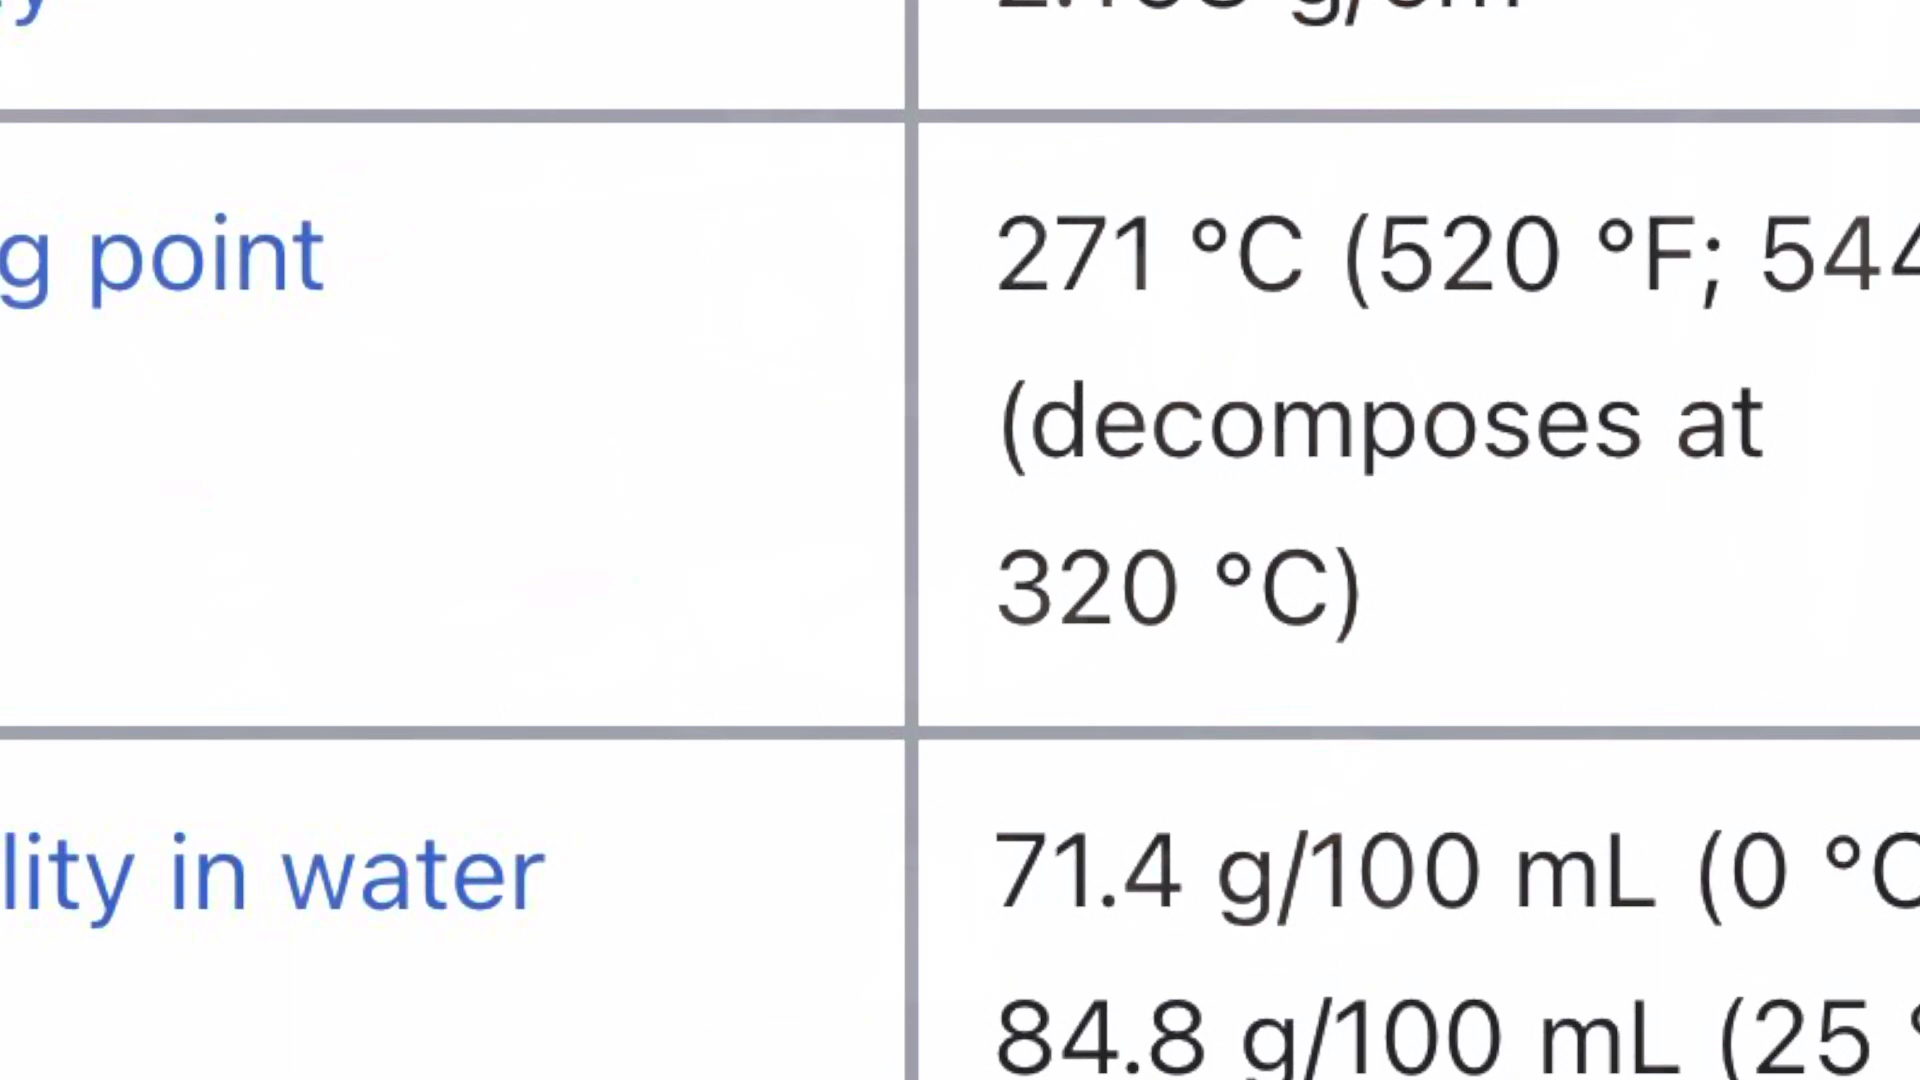 g point
271 °C (520 °F; 544
(decomposes at
320 °C)
lity in water
71.4 g/100 mL (0 °C
84.8 g/100 mL (25 °